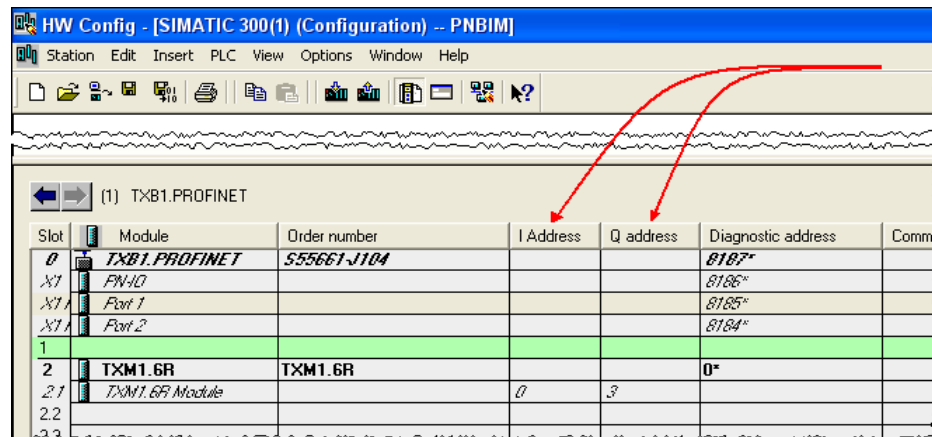 HW Config - [SIMATIC 300(1) (Configuration) -- PNBIM]
Station Edit Insert PLC View Options Window Help
(1) TXB1.PROFINET
Slot Module Order number I Address Q address Diagnostic address Comm
0 TXB1.PROFINET S55661-J104 8187*
X1 PN-IO 8186*
X1 Port 1 8185*
X1 Port 2 8184*
1
2 TXM1.6R TXM1.6R 0*
2.1 TXM1.6R Module 0 3
2.2